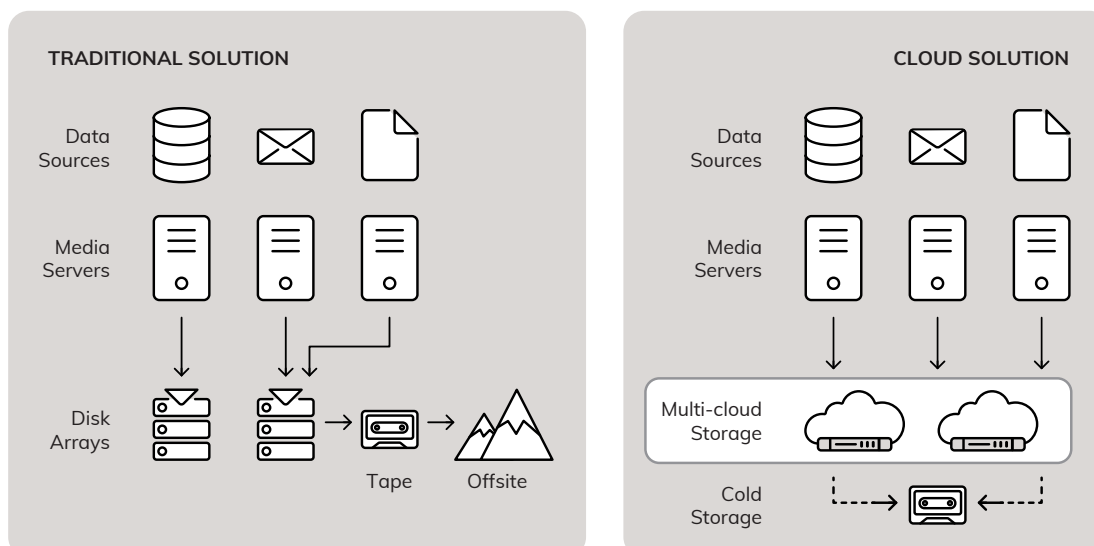 TRADITIONAL SOLUTION
Data
Sources
Media
Servers
Disk
Arrays
Tape
Offsite
CLOUD SOLUTION
Data
Sources
Media
Servers
Multi-cloud
Storage
Cold
Storage